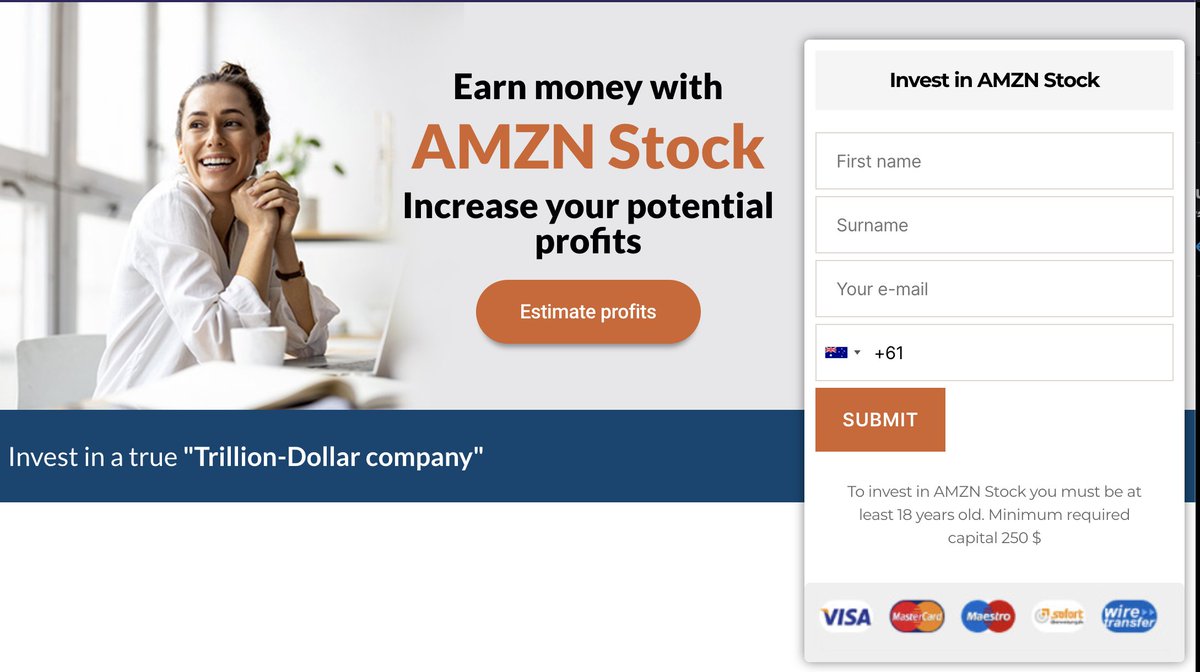 Earn money with
AMZN Stock
Increase your potential
profits
Estimate profits
Invest in a true "Trillion-Dollar company"
Invest in AMZN Stock
First name
Surname
Your e-mail
+61
SUBMIT
To invest in AMZN Stock you must be at
least 18 years old. Minimum required
capital 250 $
VISA
MasterCard
Maestro
sofort
wire
transfer